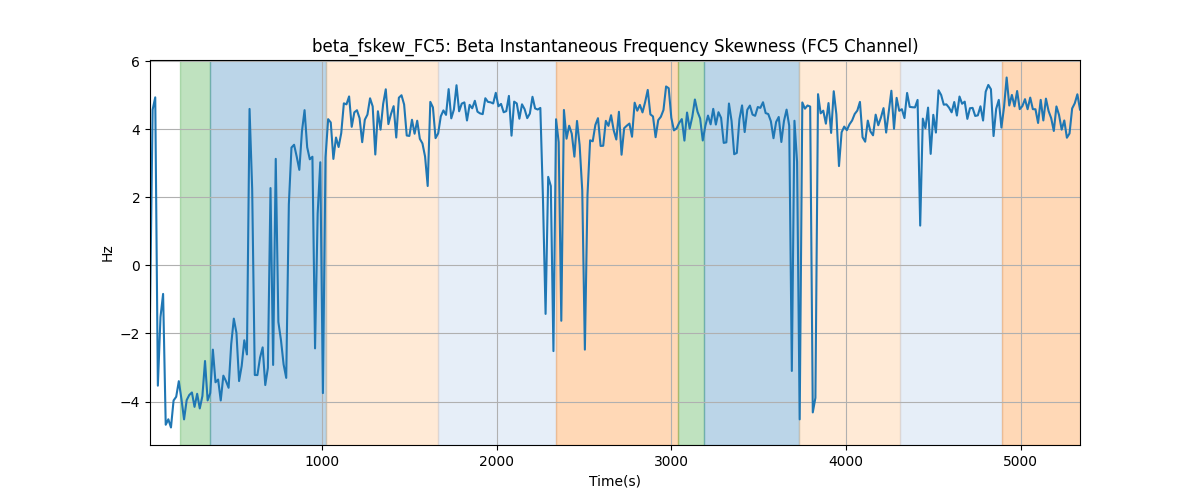 beta_fskew_FC5: Beta Instantaneous Frequency Skewness (FC5 Channel)
6
4
2
0
−2
−4
Hz
1000 2000 3000 4000 5000
Time(s)